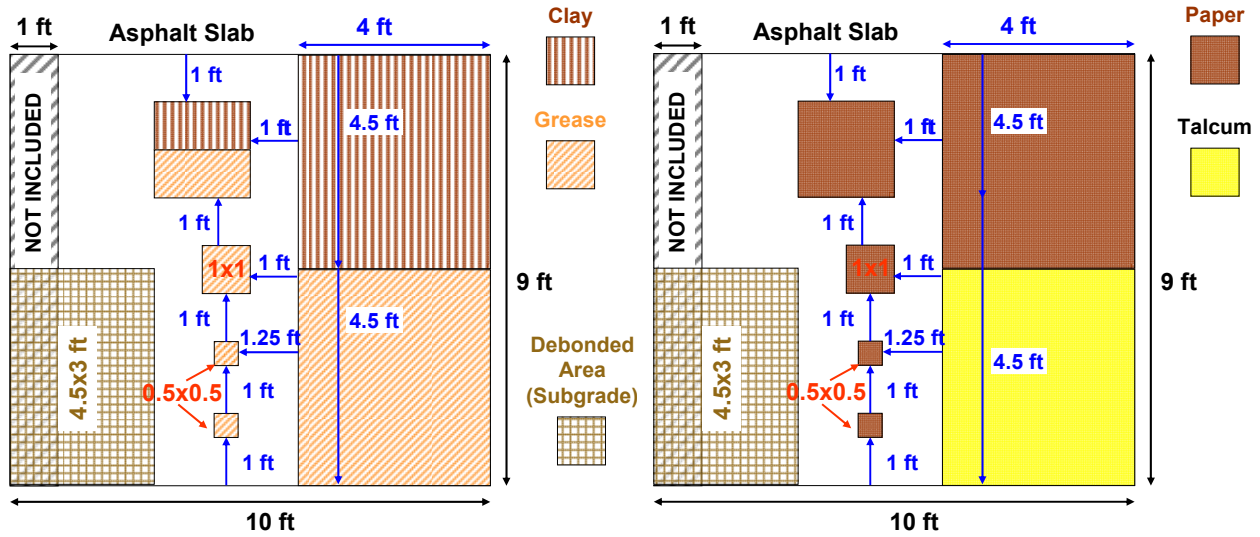 1 ft
Asphalt Slab
4 ft
Clay
1 ft
NOT INCLUDED
4.5 ft
1 ft
Grease
1 ft
1x1
1 ft
9 ft
1 ft
4.5 ft
1.25 ft
4.5x3 ft
0.5x0.5
1 ft
1 ft
Debonded
Area
(Subgrade)
10 ft
1 ft
Asphalt Slab
4 ft
Paper
1 ft
NOT INCLUDED
4.5 ft
1 ft
Talcum
1 ft
1x1
1 ft
9 ft
1 ft
1.25 ft
4.5 ft
4.5x3 ft
0.5x0.5
1 ft
1 ft
10 ft